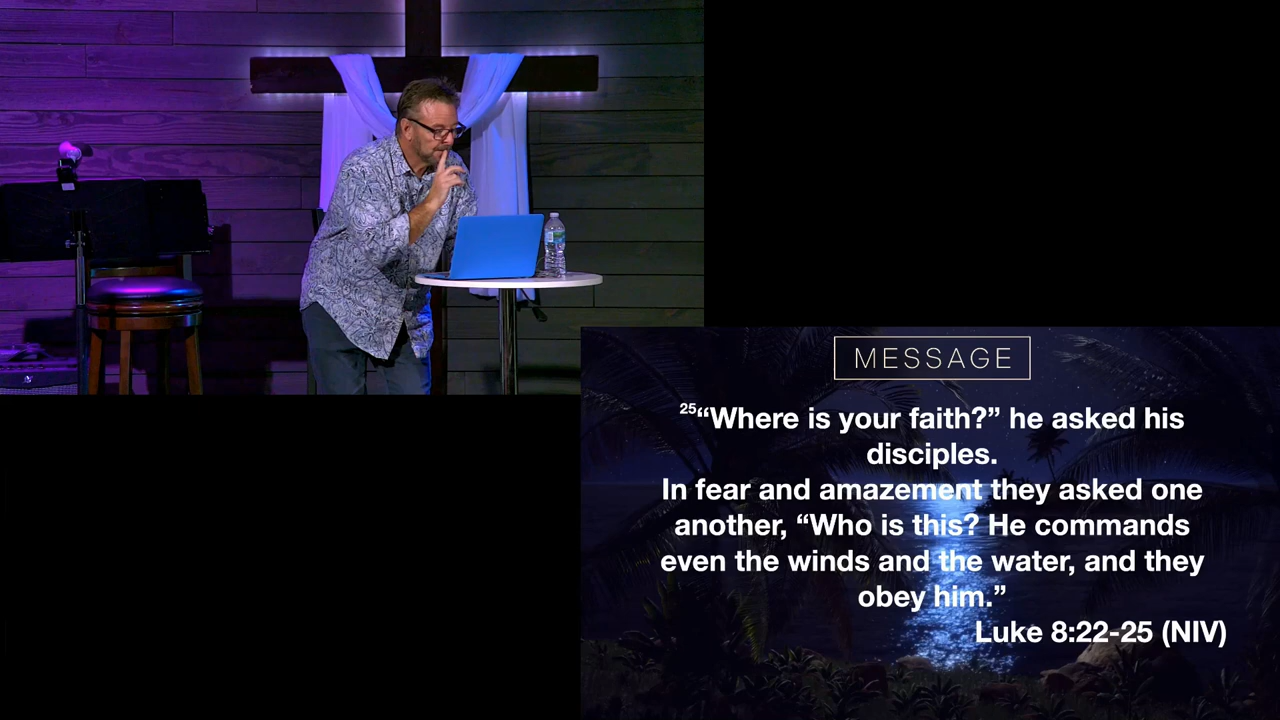 MESSAGE
25“Where is your faith?” he asked his
disciples.
In fear and amazement they asked one
another, “Who is this? He commands
even the winds and the water, and they
obey him.”
Luke 8:22-25 (NIV)